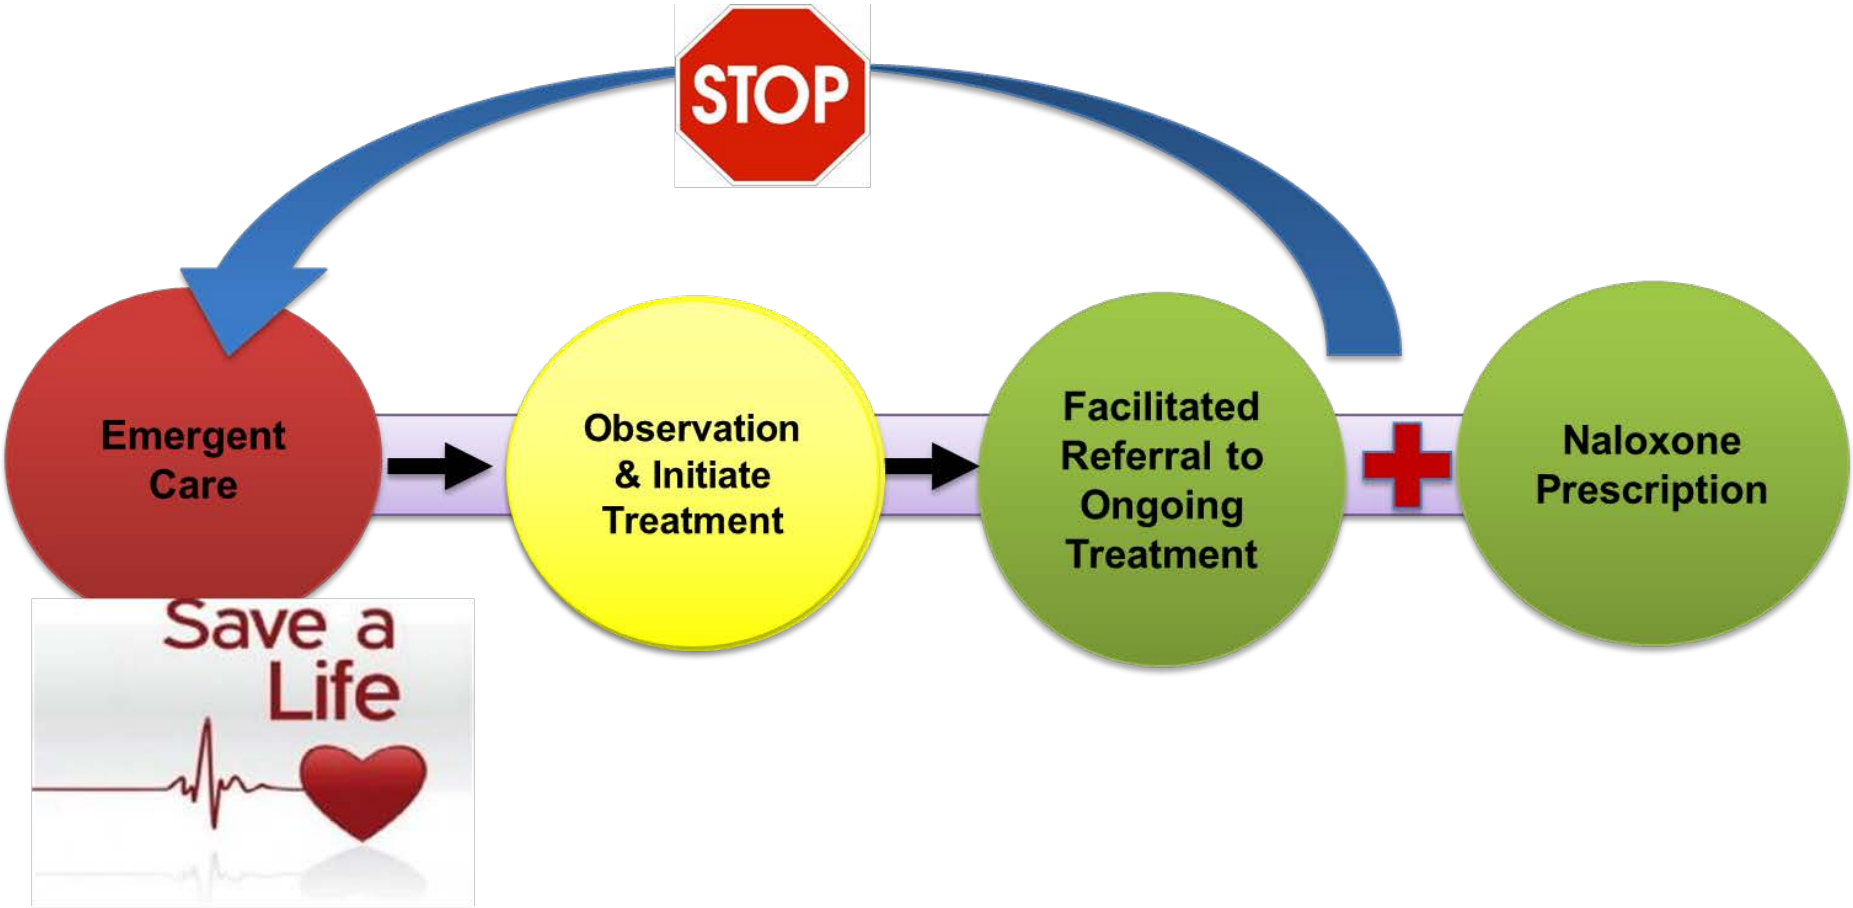 STOP
Emergent
Care
Observation
& Initiate
Treatment
Facilitated
Referral to
Ongoing
Treatment
Naloxone
Prescription
Save a
Life